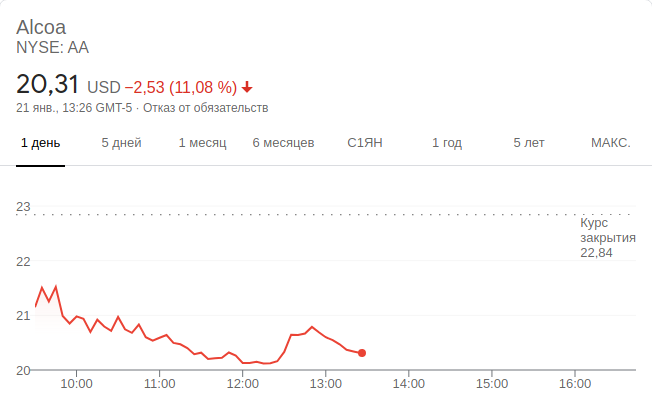 Alcoa
NYSE: AA
20,31 USD −2,53 (11,08 %)
21 янв., 13:26 GMT-5 · Отказ от обязательств
1 день 5 дней 1 месяц 6 месяцев С1ЯН 1 год 5 лет МАКС.
23
Курс
закрытия
22,84
22
21
20
10:00 11:00 12:00 13:00 14:00 15:00 16:00